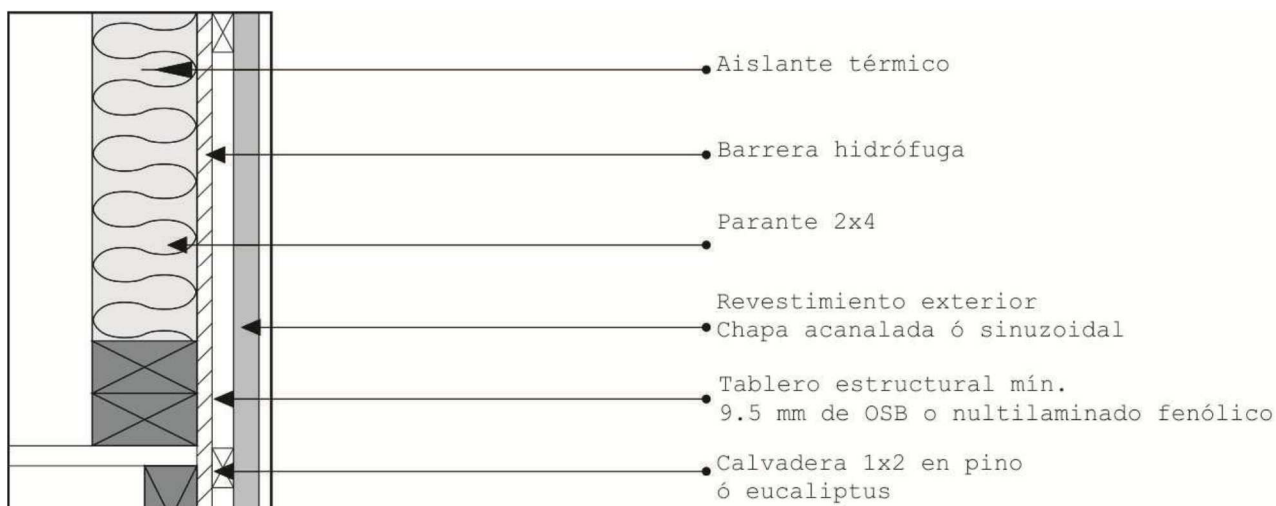 Aislante térmico
Barrera hidrófuga
Parante 2x4
Revestimiento exterior
Chapa acanalada ó sinuzoidal
Tablero estructural mín.
9.5 mm de OSB o nultilaminado fenólico
Calvadera 1x2 en pino
ó eucaliptus